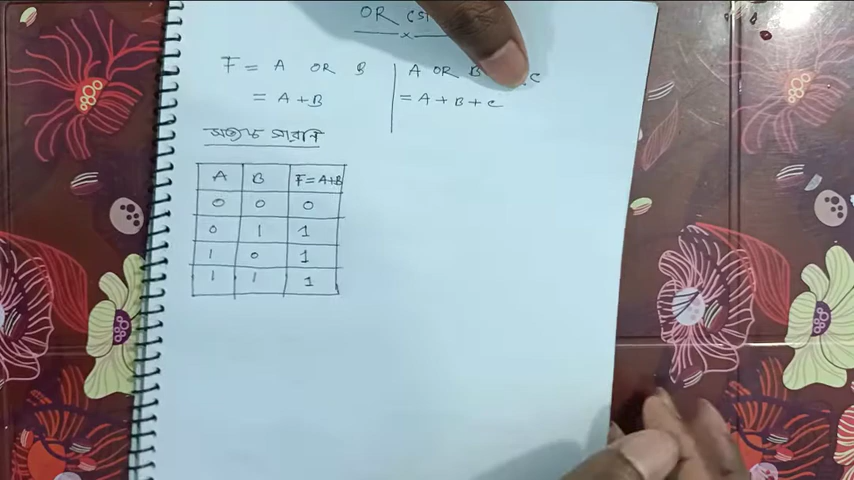 OR গেট
F = A OR B
= A + B
A OR B C
= A + B + C
সত্যক সারণি
A B F = A+B
0 0 0
0 1 1
1 0 1
1 1 1